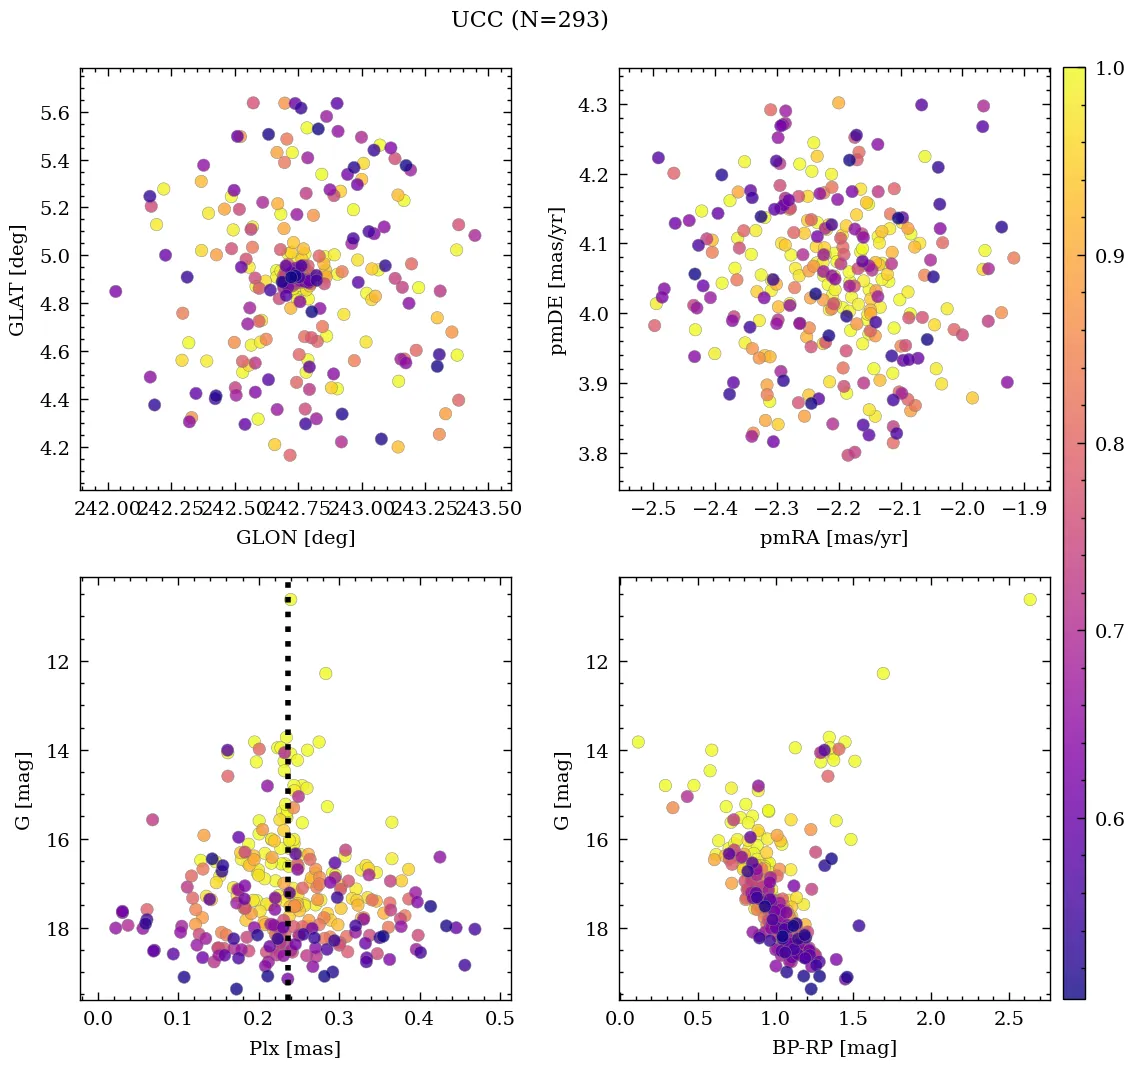 UCC (N=293)
5.6
5.4
5.2
5.0
4.8
4.6
4.4
4.2
GLAT [deg]
242.00 242.25 242.50 242.75 243.00 243.25 243.50
GLON [deg]
4.3
4.2
4.1
4.0
3.9
3.8
pmDE [mas/yr]
−2.5 −2.4 −2.3 −2.2 −2.1 −2.0 −1.9
pmRA [mas/yr]
12
14
16
18
G [mag]
0.0 0.1 0.2 0.3 0.4 0.5
Plx [mas]
12
14
16
18
G [mag]
0.0 0.5 1.0 1.5 2.0 2.5
BP-RP [mag]
1.0
0.9
0.8
0.7
0.6